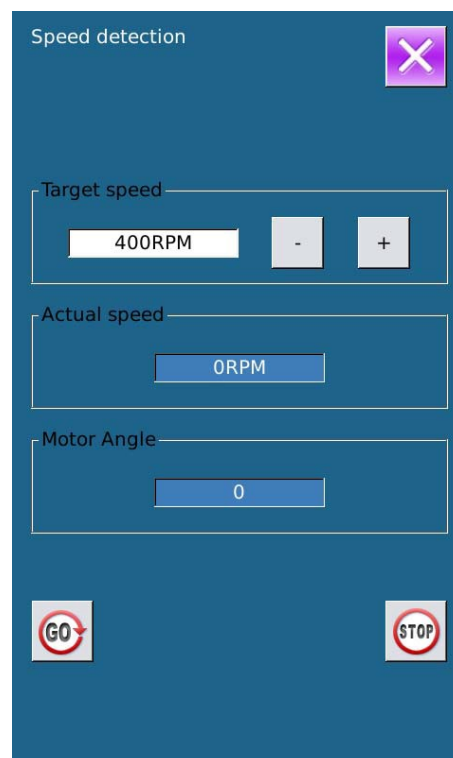 Speed detection
Target speed
400RPM
-
+
Actual speed
0RPM
Motor Angle
0
GO
STOP